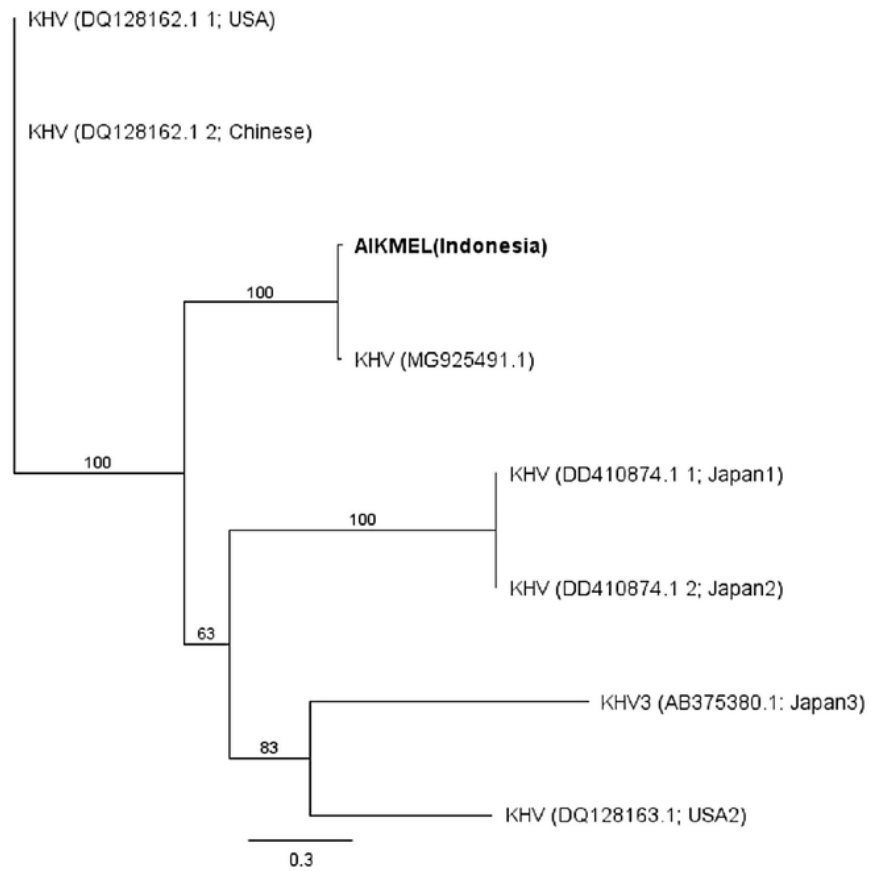 KHV (DQ128162.1 1; USA)
KHV (DQ128162.1 2; Chinese)
AIKMEL(Indonesia)
100
KHV (MG925491.1)
100
KHV (DD410874.1 1; Japan1)
100
KHV (DD410874.1 2; Japan2)
63
KHV3 (AB375380.1: Japan3)
83
KHV (DQ128163.1; USA2)
0.3